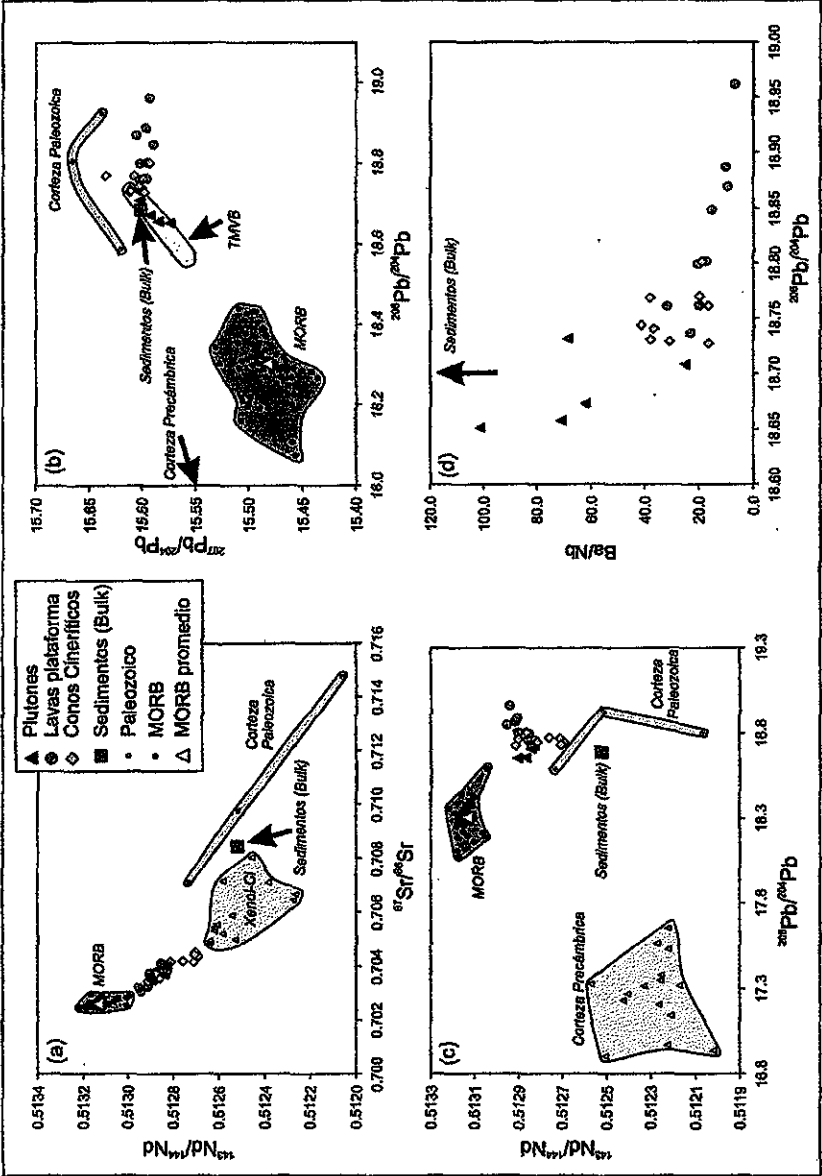 (a)
0.5134
0.5132
0.5130
0.5128
0.5126
0.5124
0.5122
0.5120
¹⁴³Nd/¹⁴⁴Nd
0.700
0.702
0.704
0.706
0.708
0.710
0.712
0.714
0.716
⁸⁷Sr/⁸⁶Sr
MORB
Xenol-Gl
Sedimentos (Bulk)
Corteza
Paleozoica
Plutones
Lavas plataforma
Conos Cineríticos
Sedimentos (Bulk)
Paleozoico
MORB
MORB promedio
(b)
15.70
15.65
15.60
15.55
15.50
15.45
15.40
²⁰⁷Pb/²⁰⁴Pb
18.0
18.2
18.4
18.6
18.8
19.0
²⁰⁶Pb/²⁰⁴Pb
Corteza Paleozoica
Sedimentos (Bulk)
Corteza Precámbrica
TMVB
MORB
(c)
0.5133
0.5131
0.5129
0.5127
0.5125
0.5123
0.5121
0.5119
¹⁴³Nd/¹⁴⁴Nd
16.8
17.3
17.8
18.3
18.8
19.3
²⁰⁶Pb/²⁰⁴Pb
MORB
Corteza Precámbrica
Sedimentos (Bulk)
Corteza
Paleozoica
(d)
120.0
100.0
80.0
60.0
40.0
20.0
0.0
Ba/Nb
18.60
18.65
18.70
18.75
18.80
18.85
18.90
18.95
19.00
²⁰⁶Pb/²⁰⁴Pb
Sedimentos (Bulk)